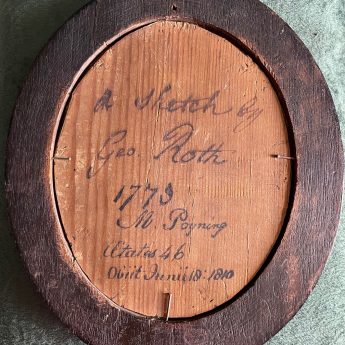 A sketch by
Geo. Roth
1773
M. Poyning
Ætatis 46
Obiit Junii 18: 1810